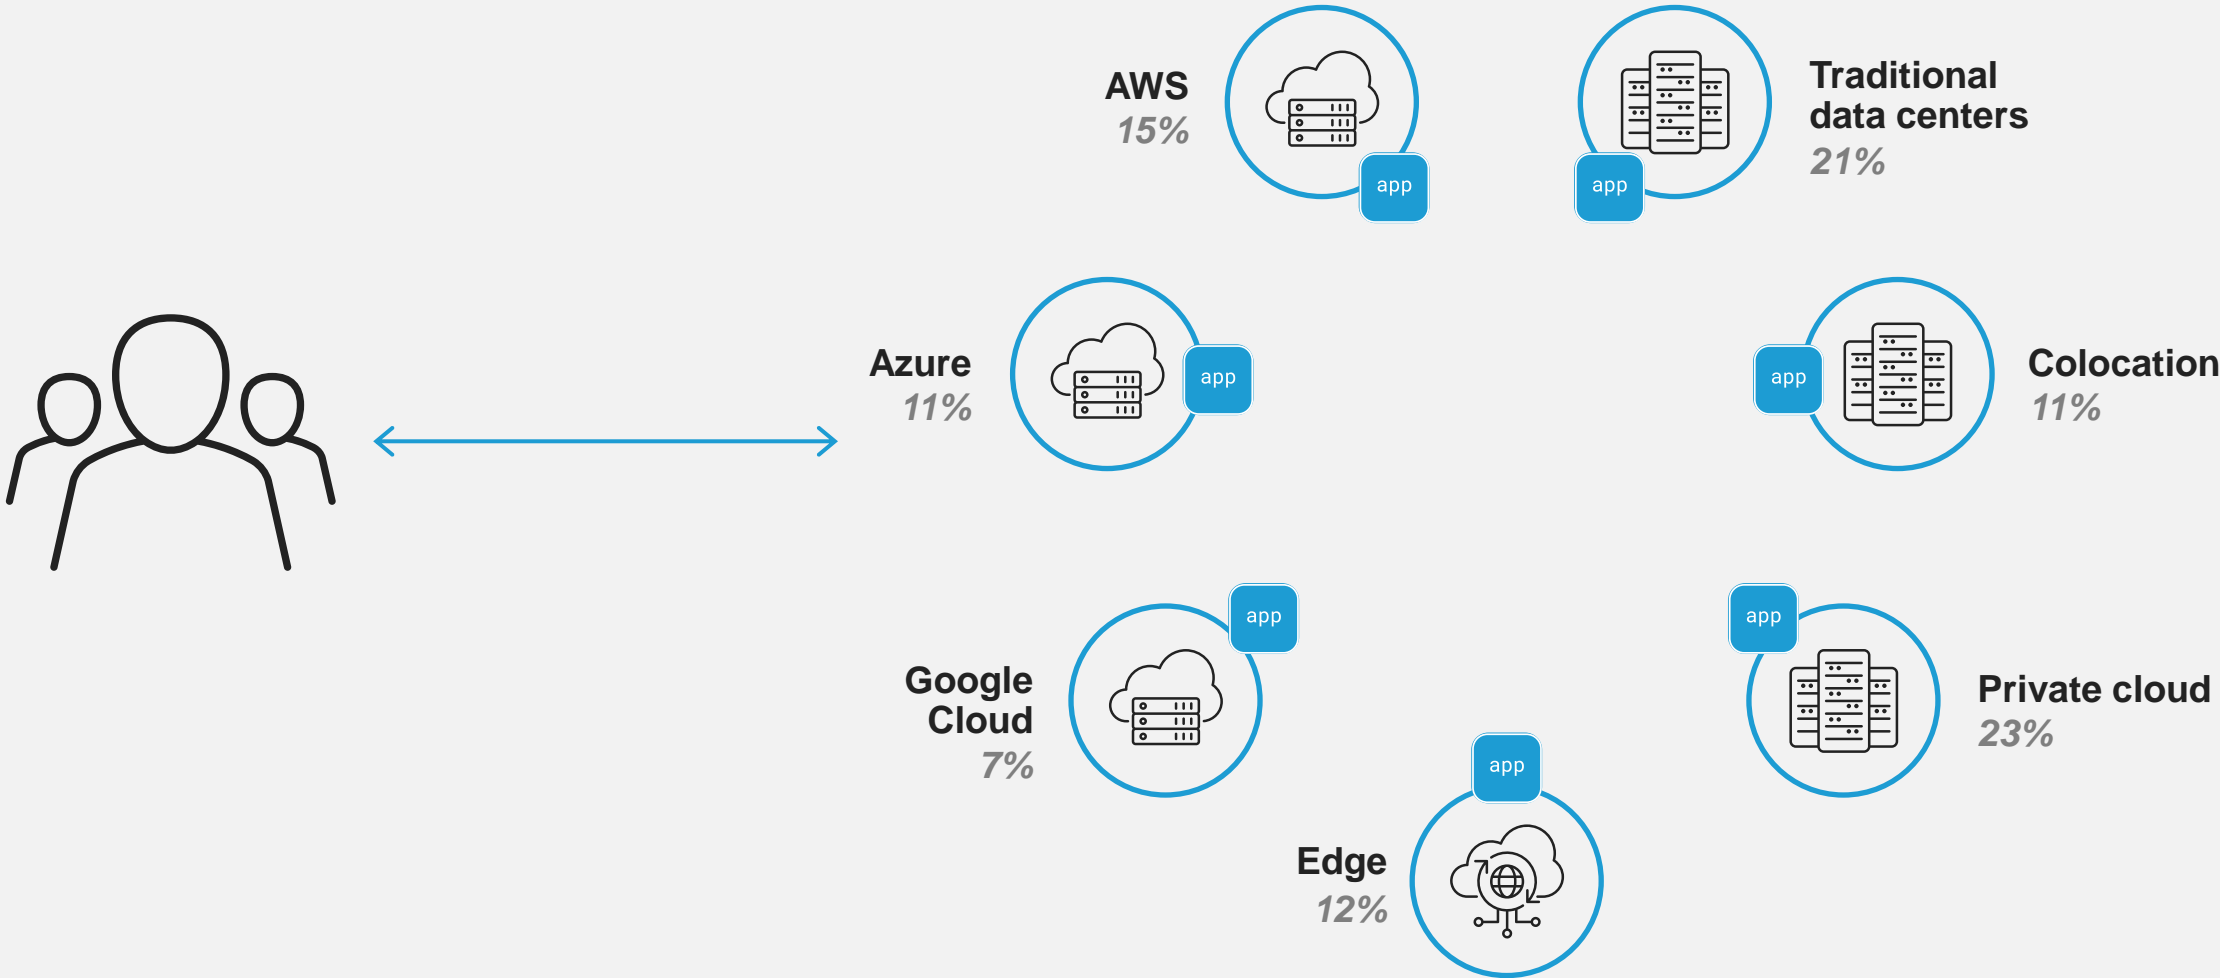 AWS
15%
app
Traditional
data centers
21%
app
Azure
11%
app
Colocation
11%
app
Google
Cloud
7%
app
Private cloud
23%
app
Edge
12%
app